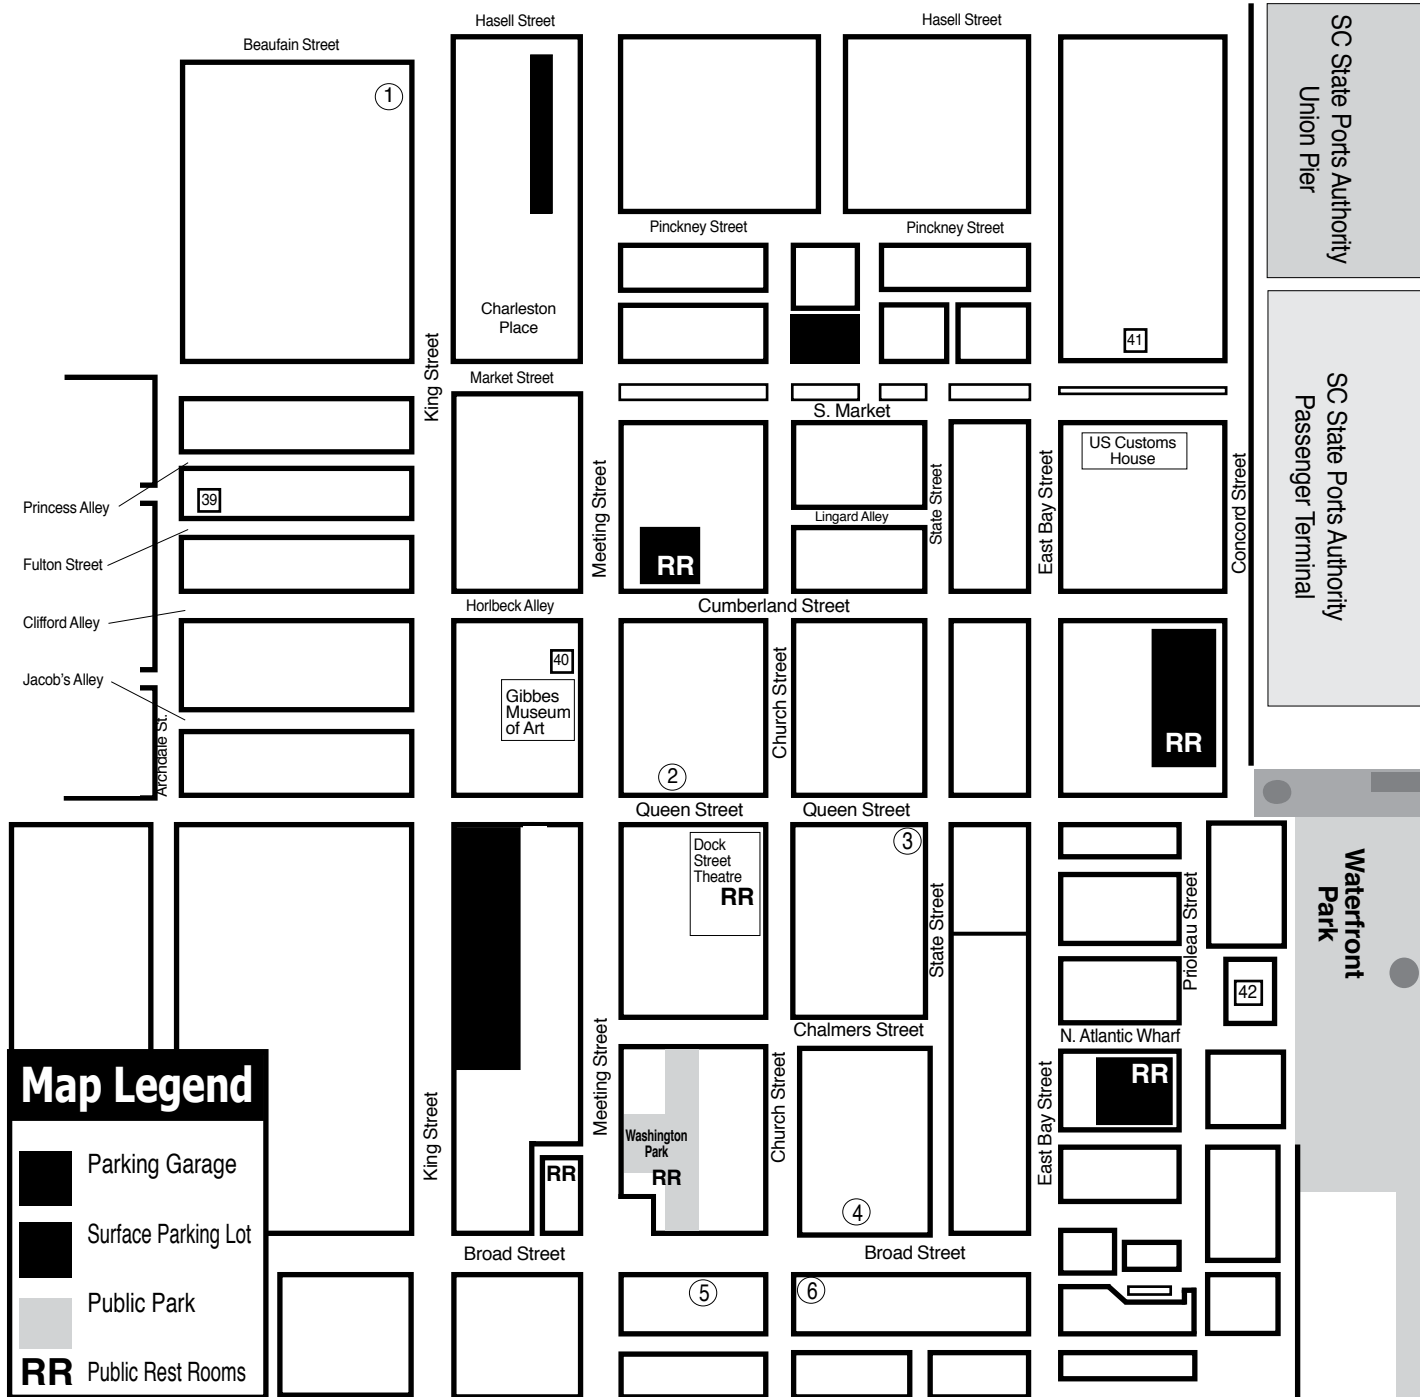 Hasell Street
Hasell Street
Beaufain Street
1
SC State Ports Authority
Union Pier
Pinckney Street
Pinckney Street
Charleston
Place
King Street
41
Market Street
SC State Ports Authority
Passenger Terminal
S. Market
US Customs
House
Princess Alley
39
Meeting Street
State Street
East Bay Street
Concord Street
Lingard Alley
RR
Fulton Street
Horlbeck Alley
Cumberland Street
Clifford Alley
40
Church Street
Jacob's Alley
Gibbes
Museum
of Art
Archdale St.
RR
2
Queen Street
Queen Street
Dock
Street
Theatre
RR
3
State Street
Prioleau Street
Waterfront
Park
42
Chalmers Street
N. Atlantic Wharf
Map Legend
King Street
Meeting Street
Church Street
East Bay Street
RR
Washington
Park
RR
RR
Parking Garage
Surface Parking Lot
4
Broad Street
Broad Street
Public Park
5
6
RR Public Rest Rooms